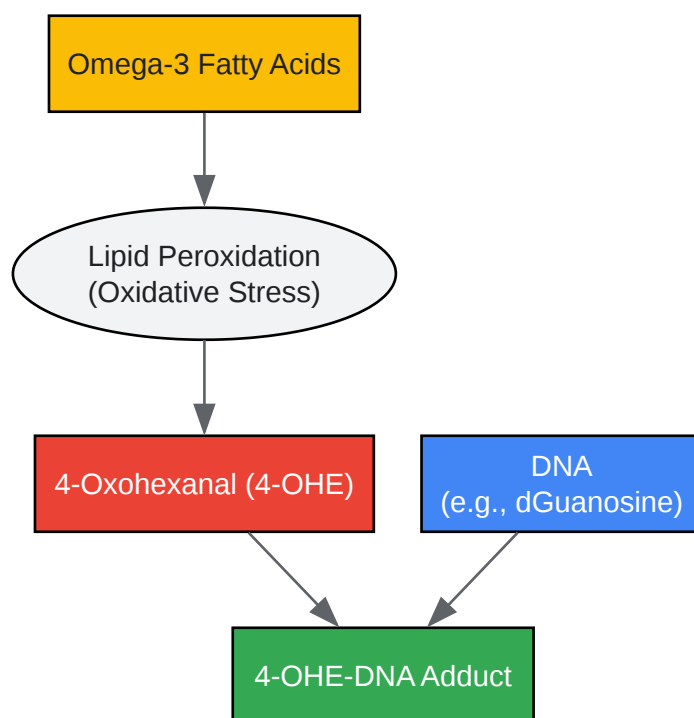 Omega-3 Fatty Acids
Lipid Peroxidation
(Oxidative Stress)
4-Oxohexanal (4-OHE)
DNA
(e.g., dGuanosine)
4-OHE-DNA Adduct